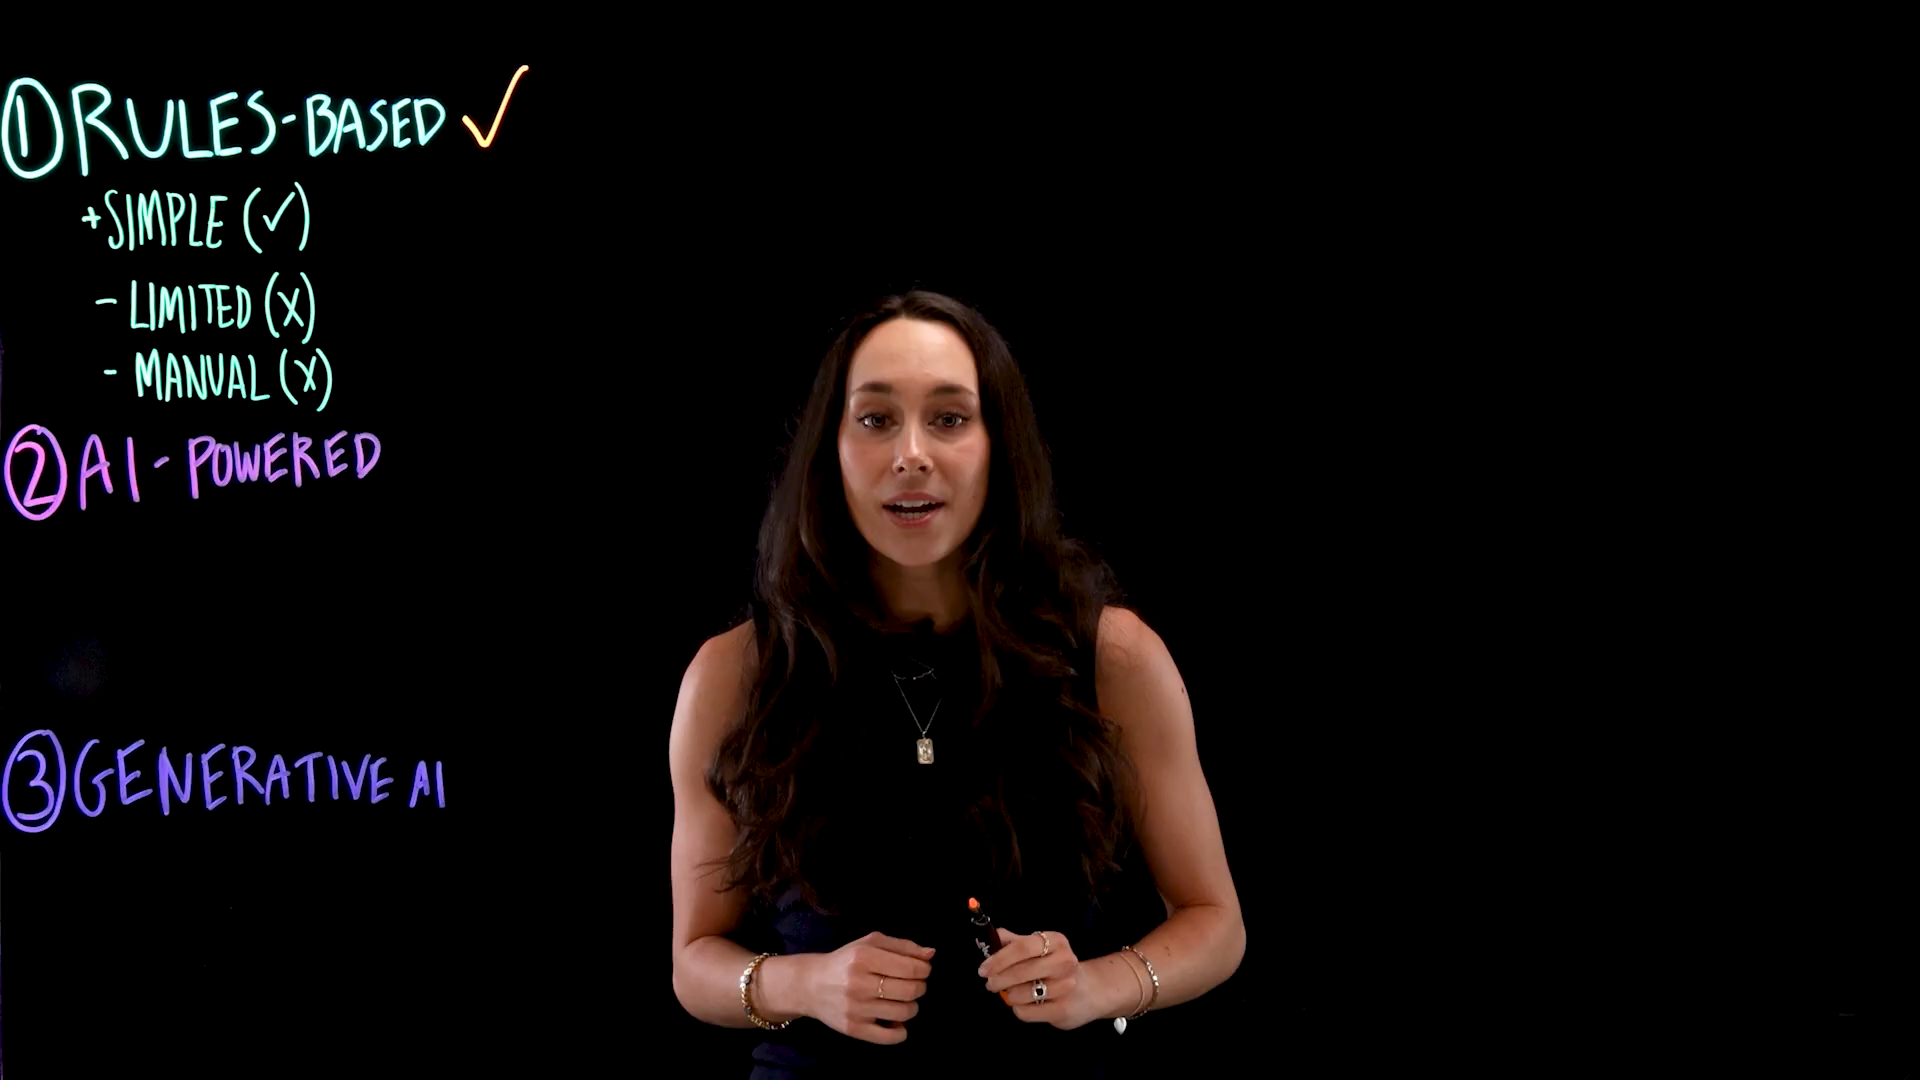 ① RULES-BASED ✓
+ SIMPLE (✓)
- LIMITED (X)
- MANUAL (X)
② AI-POWERED
③ GENERATIVE AI